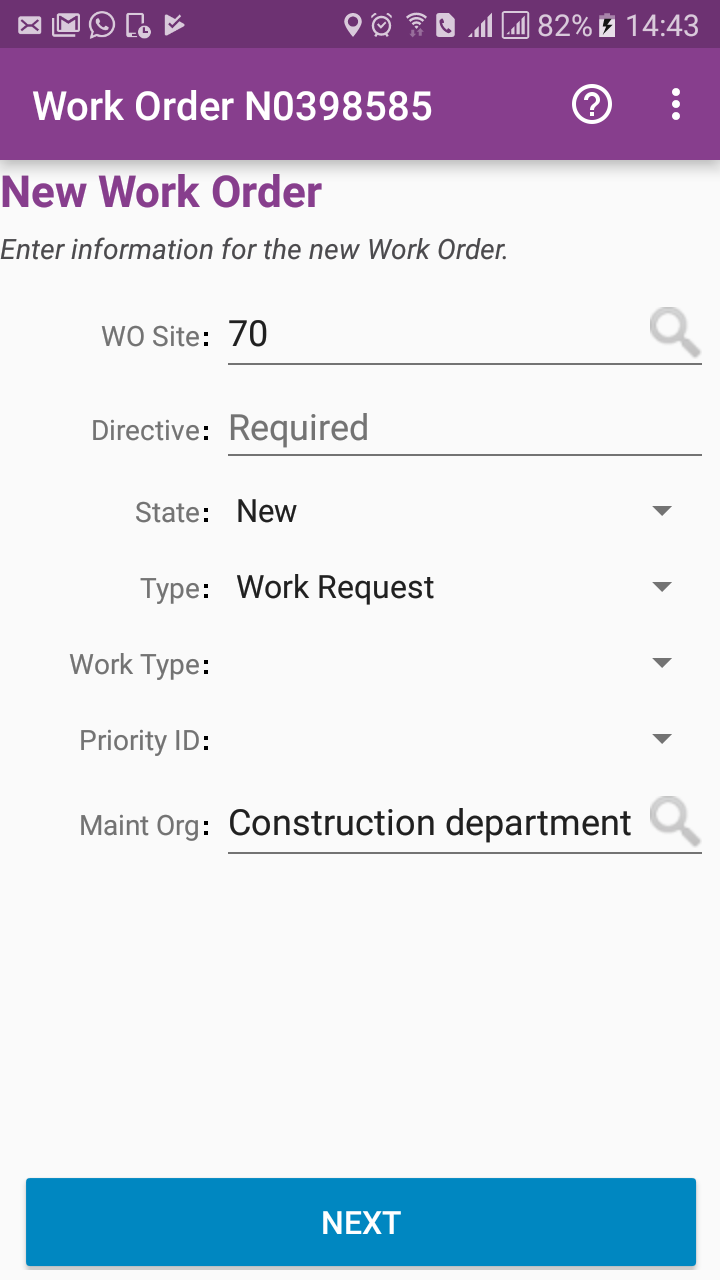 82% 14:43
Work Order N0398585
New Work Order
Enter information for the new Work Order.
WO Site: 70
Directive: Required
State: New
Type: Work Request
Work Type:
Priority ID:
Maint Org: Construction department
NEXT